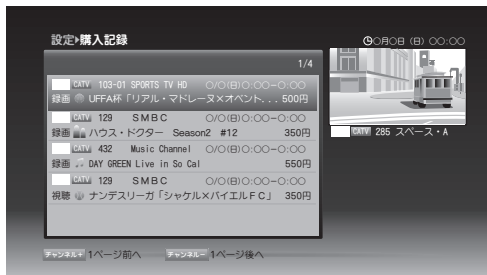 設定▶購入記録
○月○日 (日) ○○:○○
1/4
CATV 103-01 SPORTS TV HD ○/○(日)○:○○-○:○○
録画 UFFA杯「リアル・マドレーヌ×オベント... 500円
CATV 129 SMBC ○/○(日)○:○○-○:○○
録画 ハウス・ドクター Season2 #12 350円
CATV 432 Music Channel ○/○(日)○:○○-○:○○
録画 DAY GREEN Live in So Cal 550円
CATV 129 SMBC ○/○(日)○:○○-○:○○
視聴 ナンデスリーガ「シャケル×バイエルFC」 350円
CATV 285 スペース・A
チャンネル+ 1ページ前へ チャンネル− 1ページ後へ